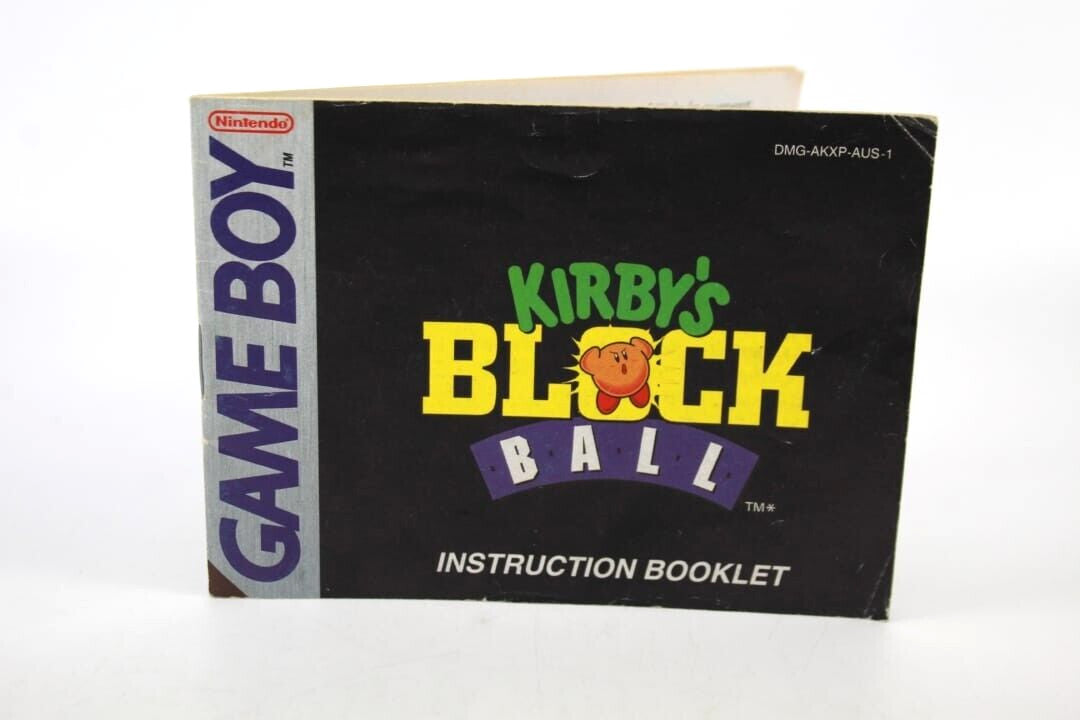 Nintendo
GAME BOY™
DMG-AKXP-AUS-1
KIRBY'S
BLOCK
BALL
TM*
INSTRUCTION BOOKLET